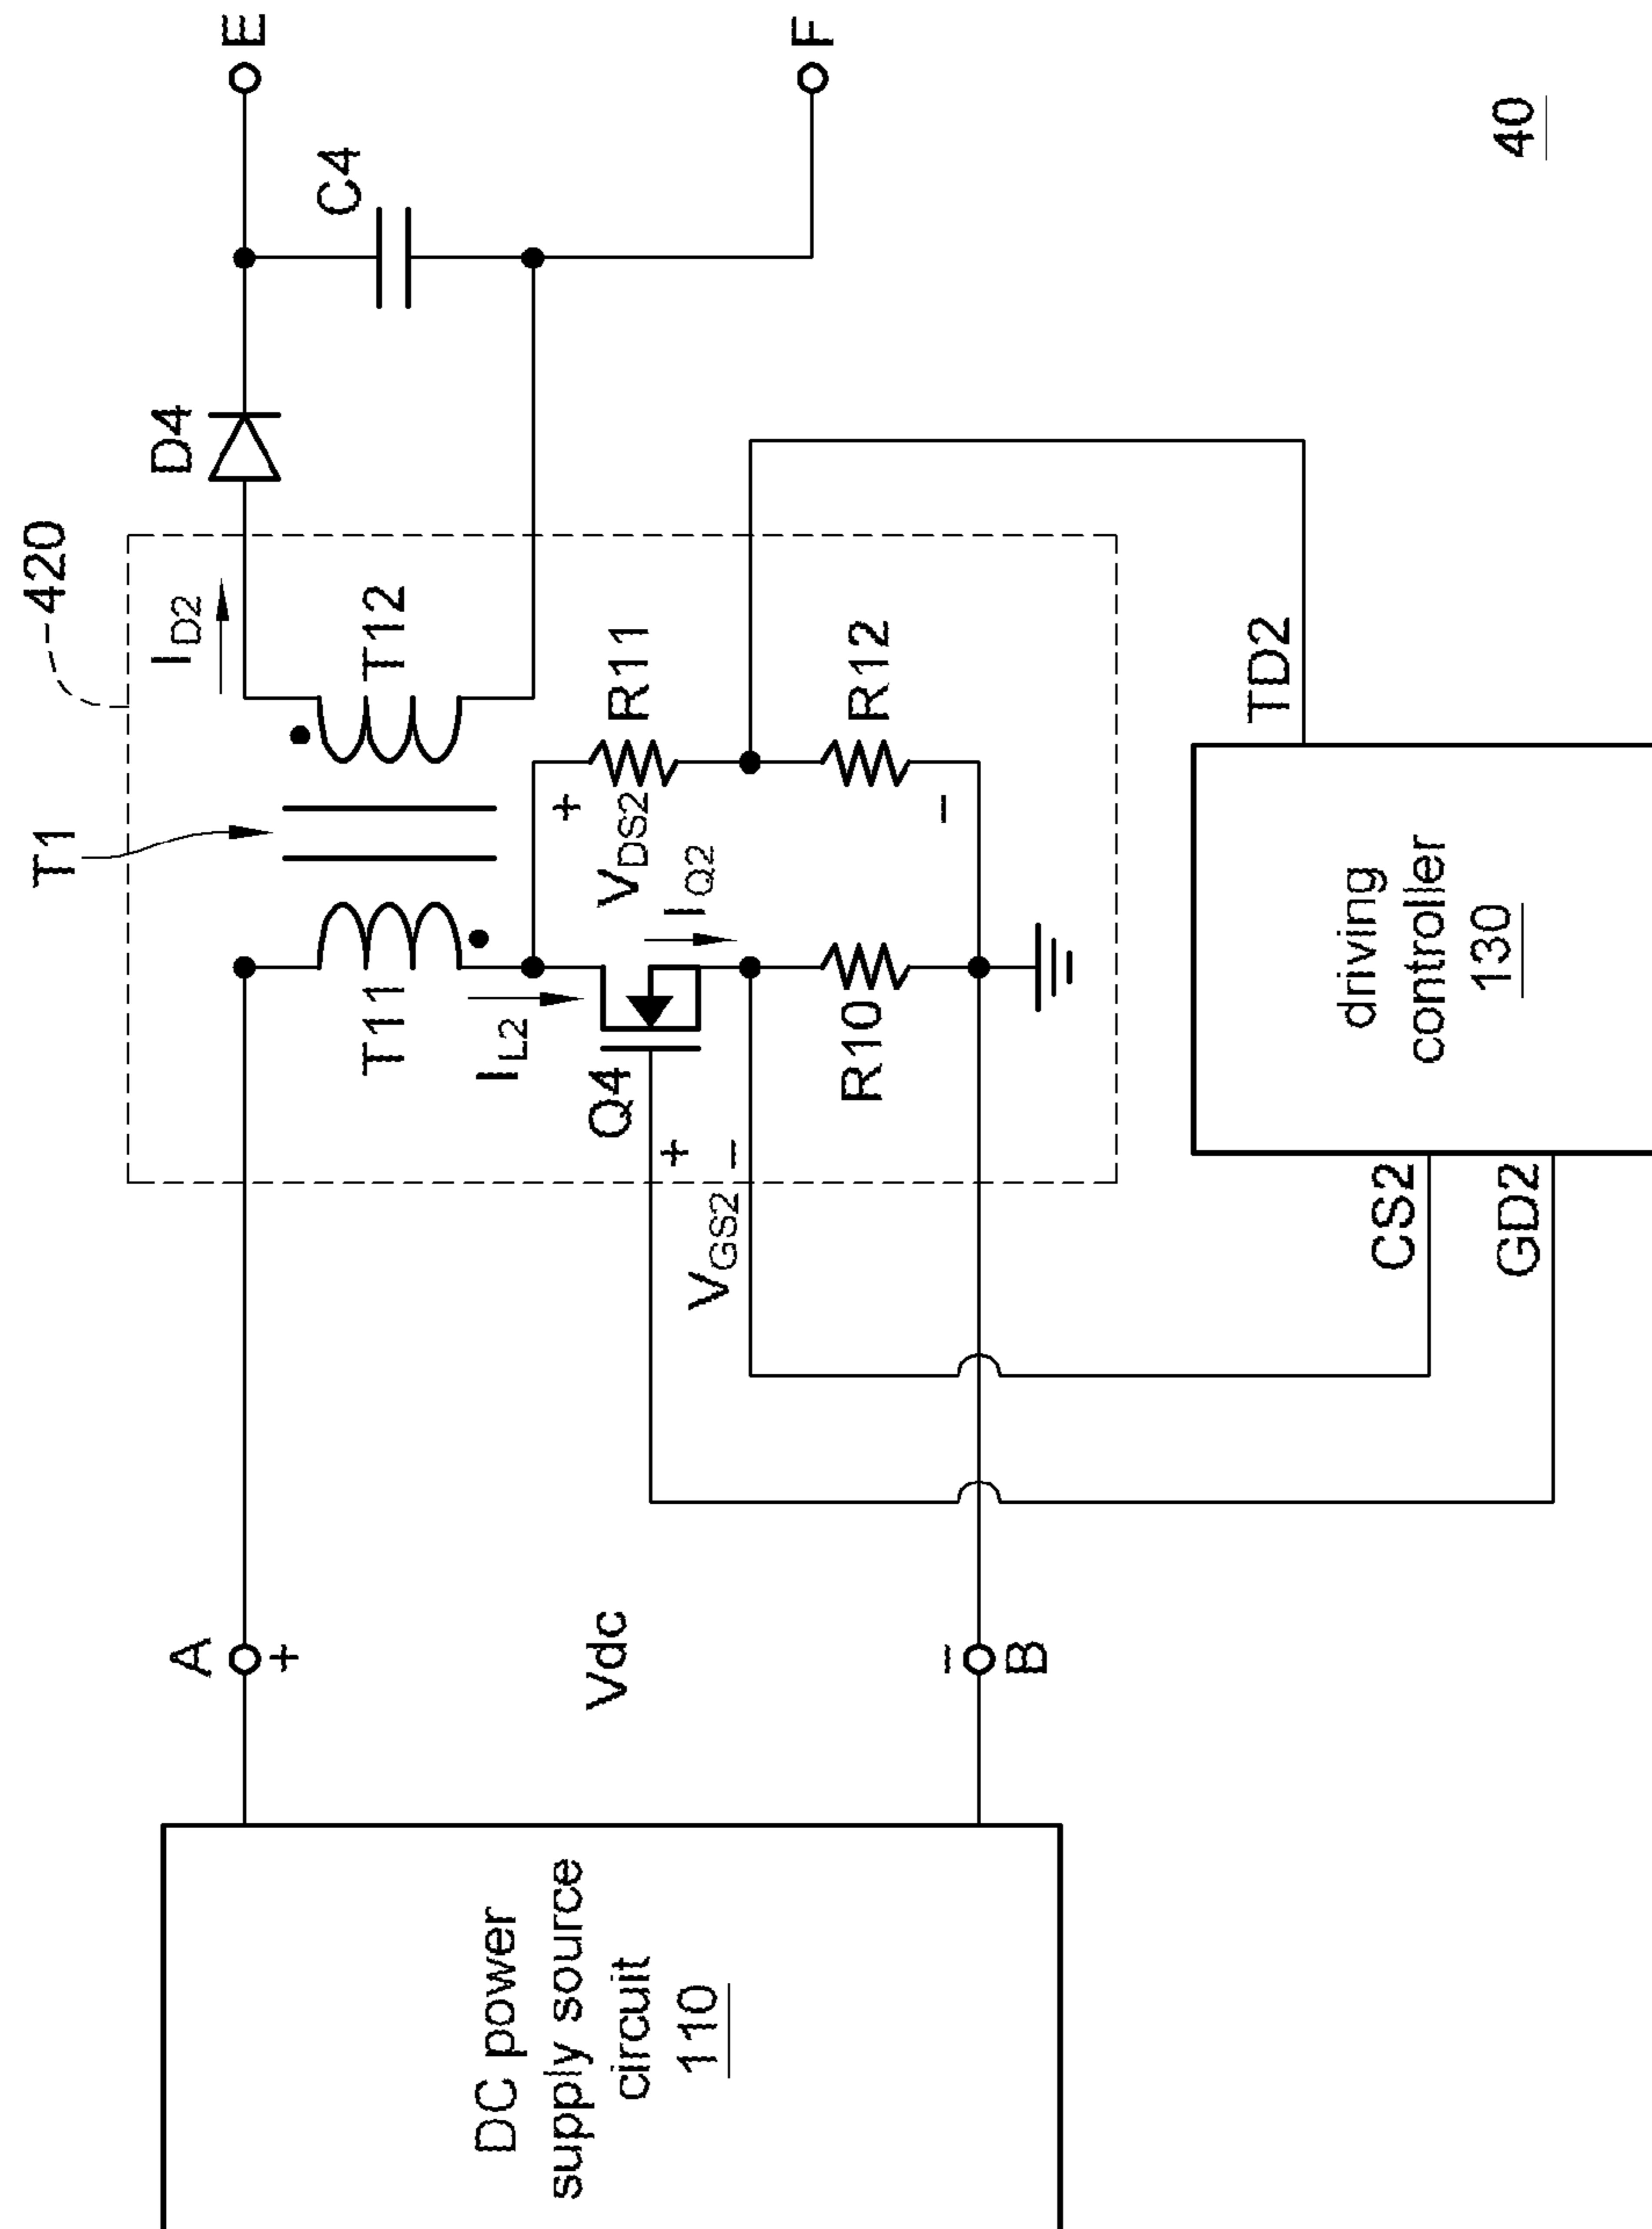 420
T1
D4
E
I_D2
C4
T12
T11
I_L2
A
+
DC power
supply source
circuit
110
Vdc
Q4
+
V_GS2
−
+
V_DS2
I_Q2
R11
R12
R10
−
−
B
F
TD2
driving
controller
130
CS2
GD2
40